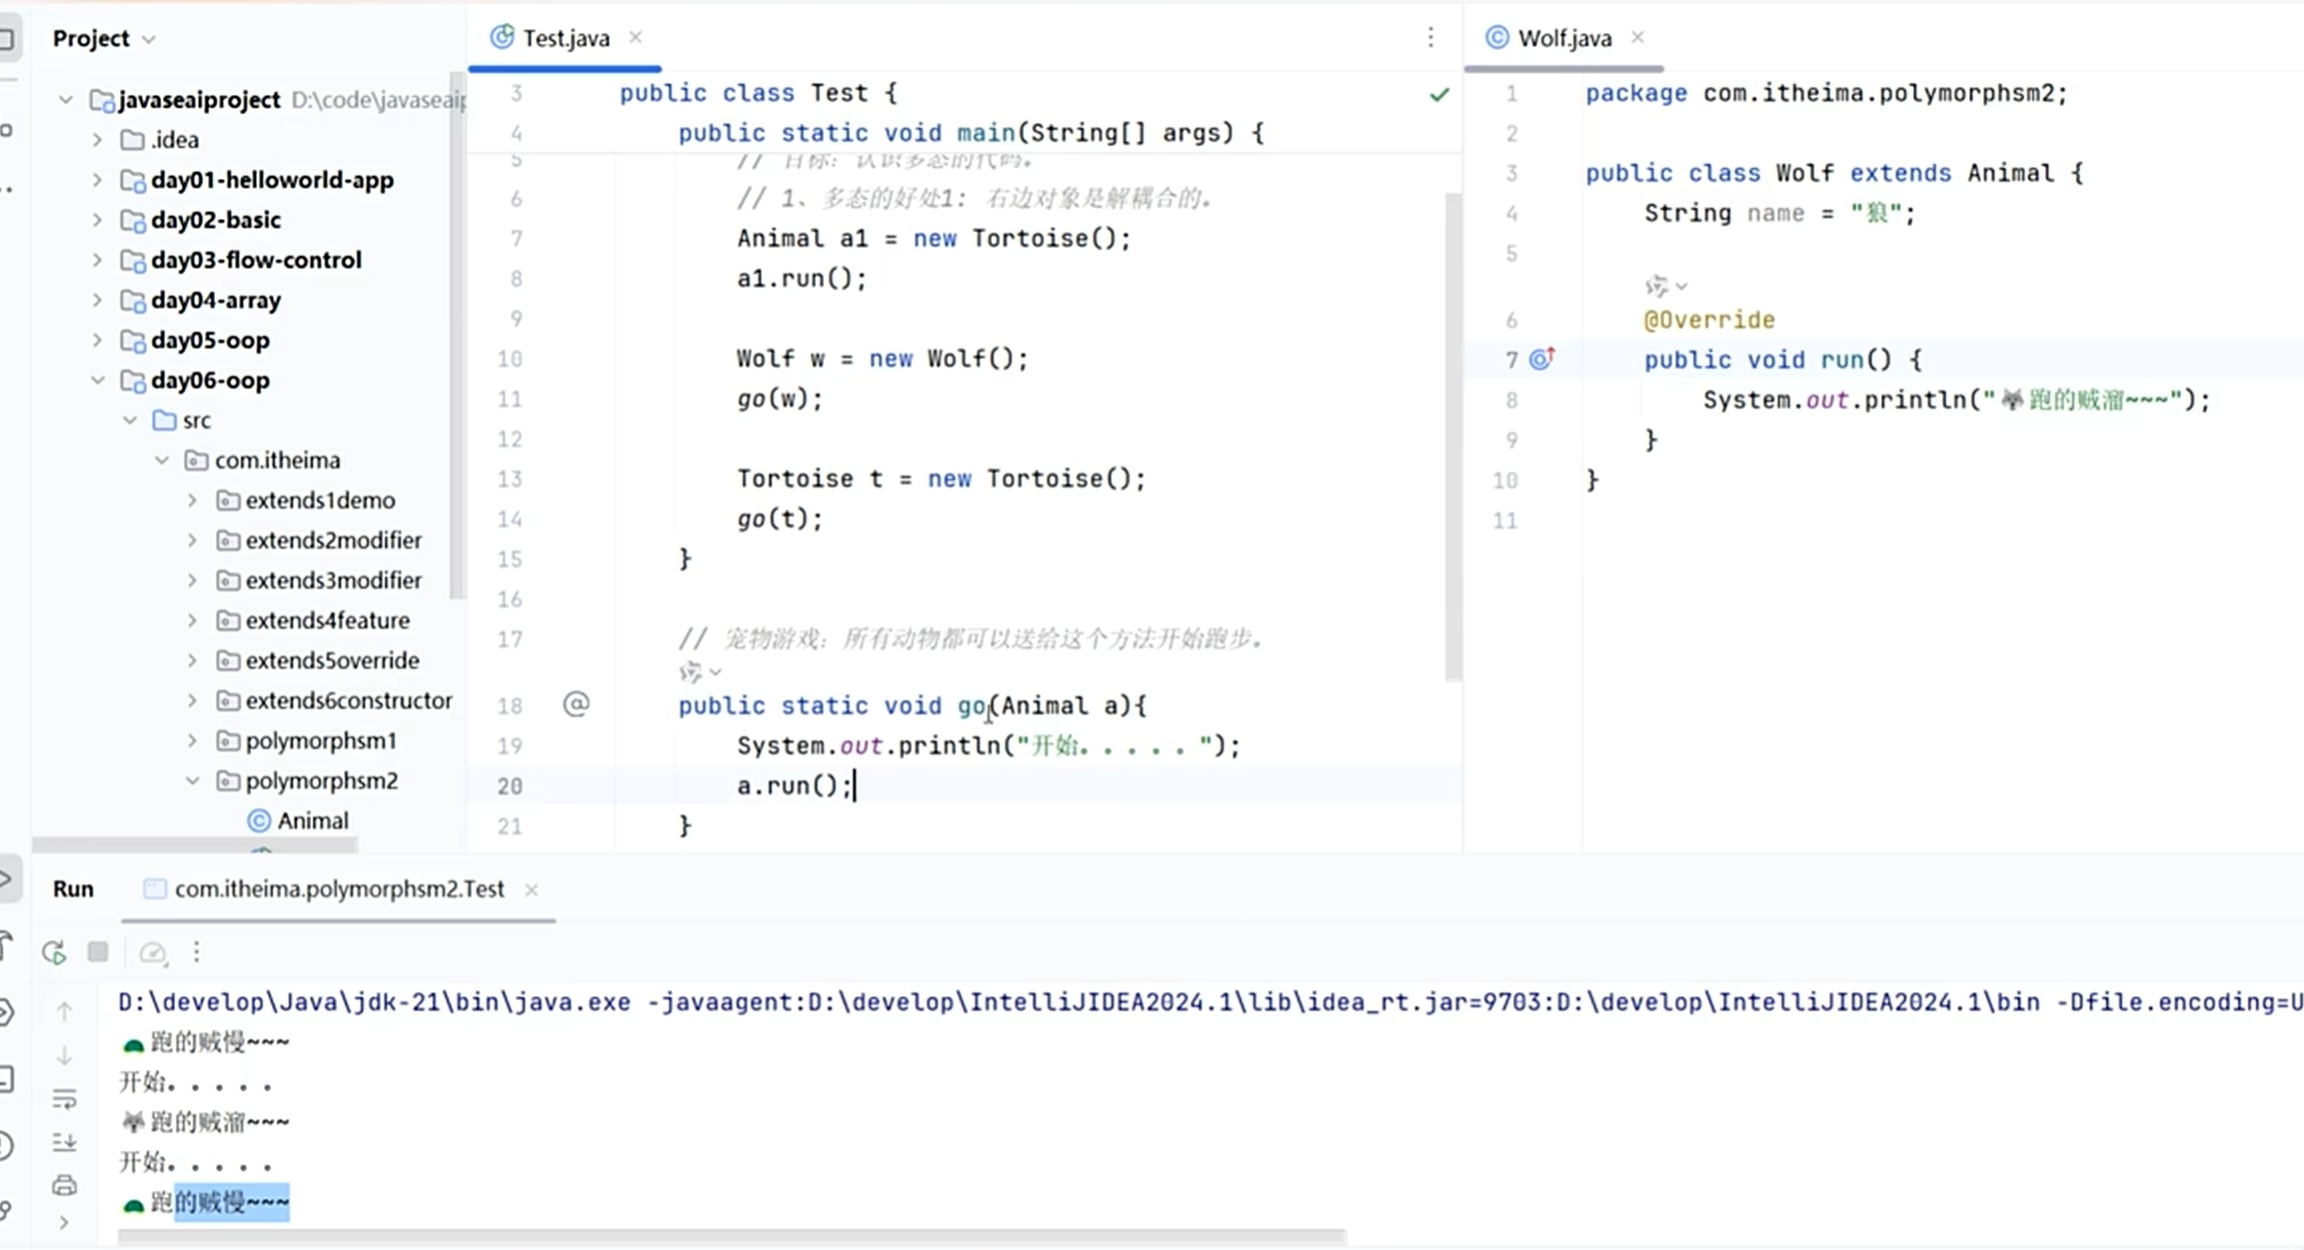 Project
javaseaiproject D:\code\javaseaip
.idea
day01-helloworld-app
day02-basic
day03-flow-control
day04-array
day05-oop
day06-oop
src
com.itheima
extends1demo
extends2modifier
extends3modifier
extends4feature
extends5override
extends6constructor
polymorphsm1
polymorphsm2
Animal
Test.java
3 public class Test {
4 public static void main(String[] args) {
5 // 目标：认识多态的代码。
6 // 1、多态的好处1: 右边对象是解耦合的。
7 Animal a1 = new Tortoise();
8 a1.run();
9
10 Wolf w = new Wolf();
11 go(w);
12
13 Tortoise t = new Tortoise();
14 go(t);
15 }
16
17 // 宠物游戏：所有动物都可以送给这个方法开始跑步。
18 public static void go(Animal a){
19 System.out.println("开始。。。。。");
20 a.run();
21 }
Wolf.java
1 package com.itheima.polymorphsm2;
2
3 public class Wolf extends Animal {
4 String name = "狼";
5
6 @Override
7 public void run() {
8 System.out.println("🐺跑的贼溜~~~");
9 }
10 }
11
Run com.itheima.polymorphsm2.Test
D:\develop\Java\jdk-21\bin\java.exe -javaagent:D:\develop\IntelliJIDEA2024.1\lib\idea_rt.jar=9703:D:\develop\IntelliJIDEA2024.1\bin -Dfile.encoding=U
🐢跑的贼慢~~~
开始。。。。。
🐺跑的贼溜~~~
开始。。。。。
🐢跑的贼慢~~~